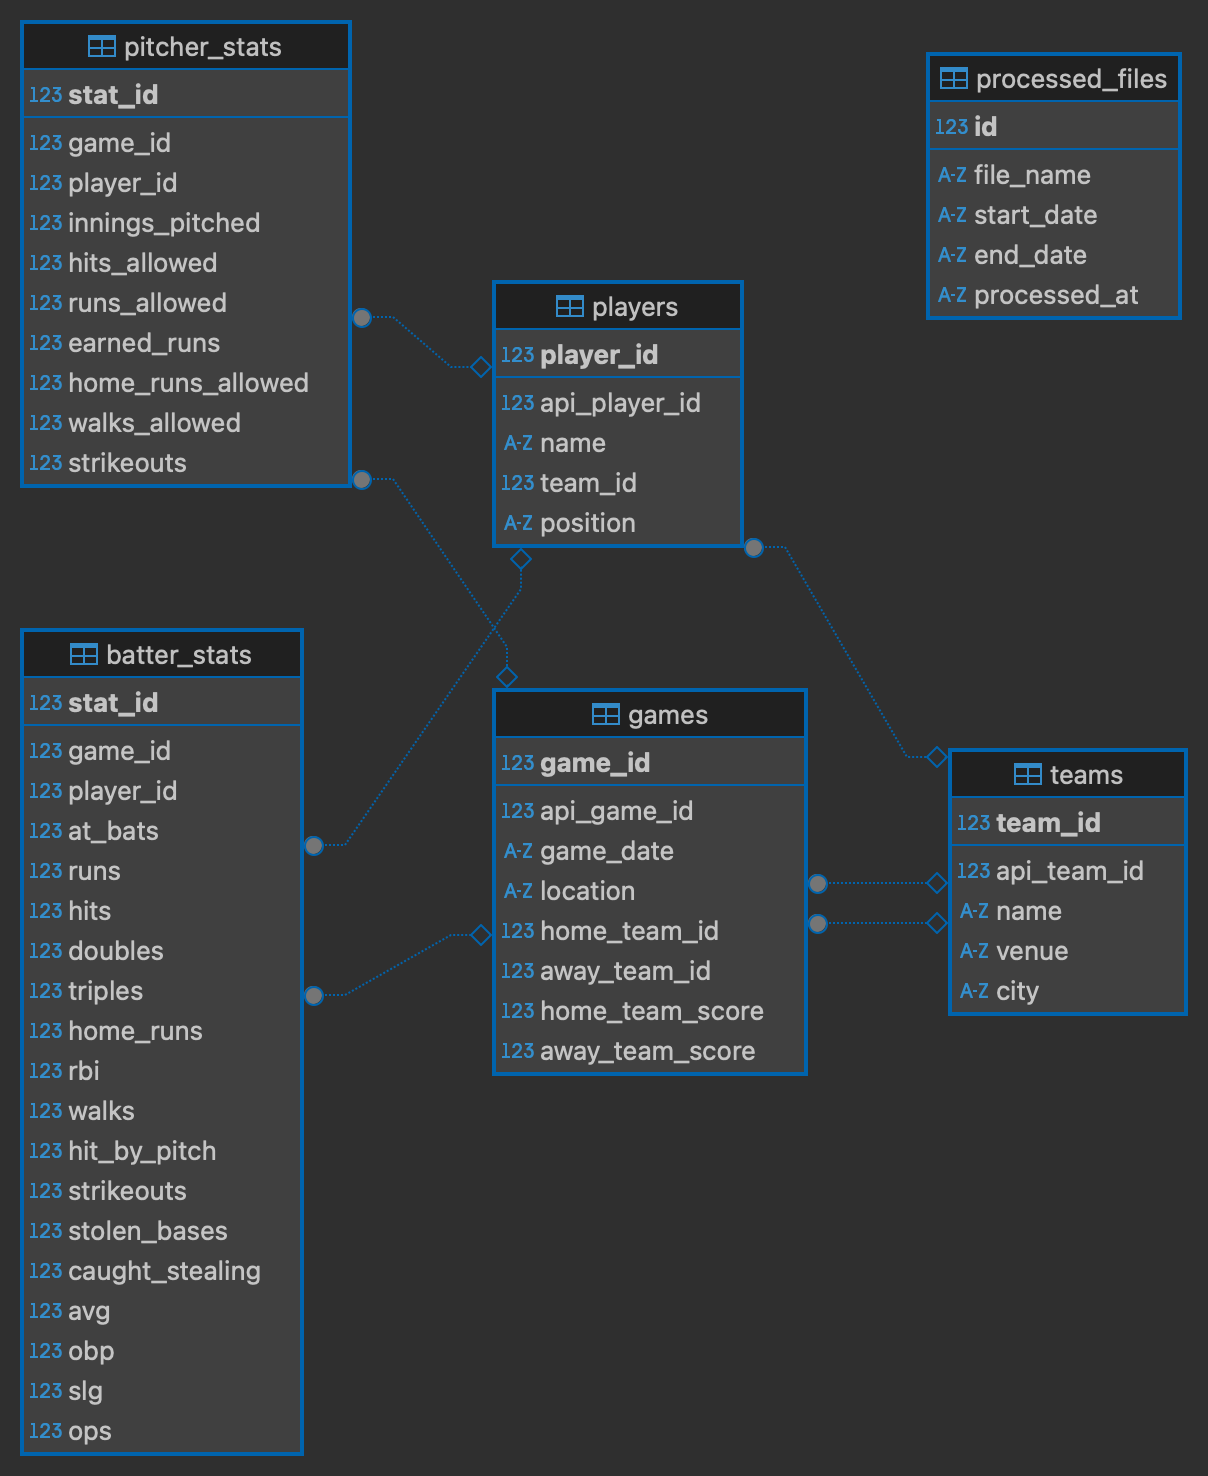 pitcher_stats
123 stat_id
123 game_id
123 player_id
123 innings_pitched
123 hits_allowed
123 runs_allowed
123 earned_runs
123 home_runs_allowed
123 walks_allowed
123 strikeouts
processed_files
123 id
A-Z file_name
A-Z start_date
A-Z end_date
A-Z processed_at
players
123 player_id
123 api_player_id
A-Z name
123 team_id
A-Z position
batter_stats
123 stat_id
123 game_id
123 player_id
123 at_bats
123 runs
123 hits
123 doubles
123 triples
123 home_runs
123 rbi
123 walks
123 hit_by_pitch
123 strikeouts
123 stolen_bases
123 caught_stealing
123 avg
123 obp
123 slg
123 ops
games
123 game_id
123 api_game_id
A-Z game_date
A-Z location
123 home_team_id
123 away_team_id
123 home_team_score
123 away_team_score
teams
123 team_id
123 api_team_id
A-Z name
A-Z venue
A-Z city